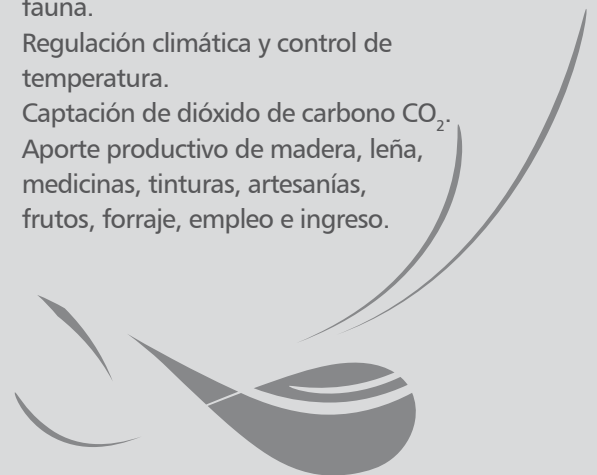 fauna.
Regulación climática y control de
temperatura.
Captación de dióxido de carbono CO₂.
Aporte productivo de madera, leña,
medicinas, tinturas, artesanías,
frutos, forraje, empleo e ingreso.